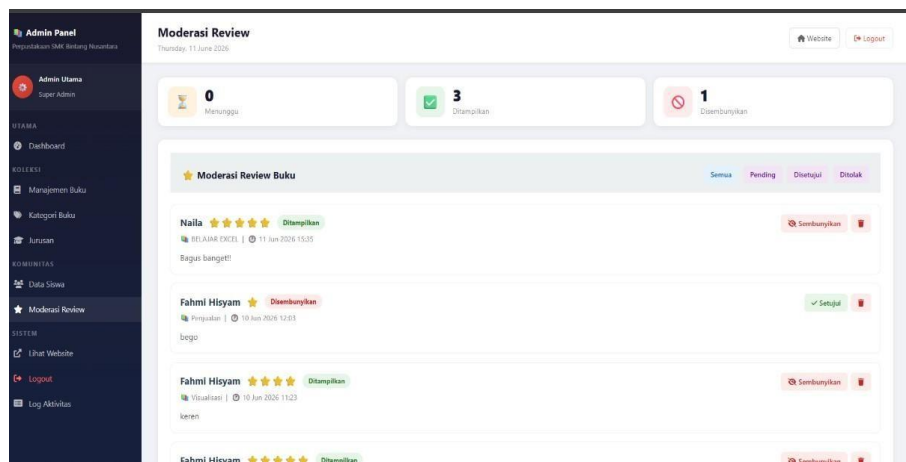 Admin Panel
Perpustakaan SMK Bintang Nusantara
Admin Utama
Super Admin
UTAMA
Dashboard
KOLEKSI
Manajemen Buku
Kategori Buku
Jurusan
KOMUNITAS
Data Siswa
Moderasi Review
SISTEM
Lihat Website
Logout
Log Aktivitas
Moderasi Review
Thursday, 11 June 2026
Website
Logout
0
Menunggu
3
Ditampilkan
1
Disembunyikan
Moderasi Review Buku
Semua Pending Disetujui Ditolak
Naila Ditampilkan
Sembunyikan
BELAJAR EXCEL | 11 Jun 2026 15:35
Bagus banget!!
Fahmi Hisyam Disembunyikan
Setujui
Penjualan | 10 Jun 2026 12:03
bego
Fahmi Hisyam Ditampilkan
Sembunyikan
Visualisasi | 10 Jun 2026 11:23
keren
Fahmi Hisyam Ditampilkan
Sembunyikan